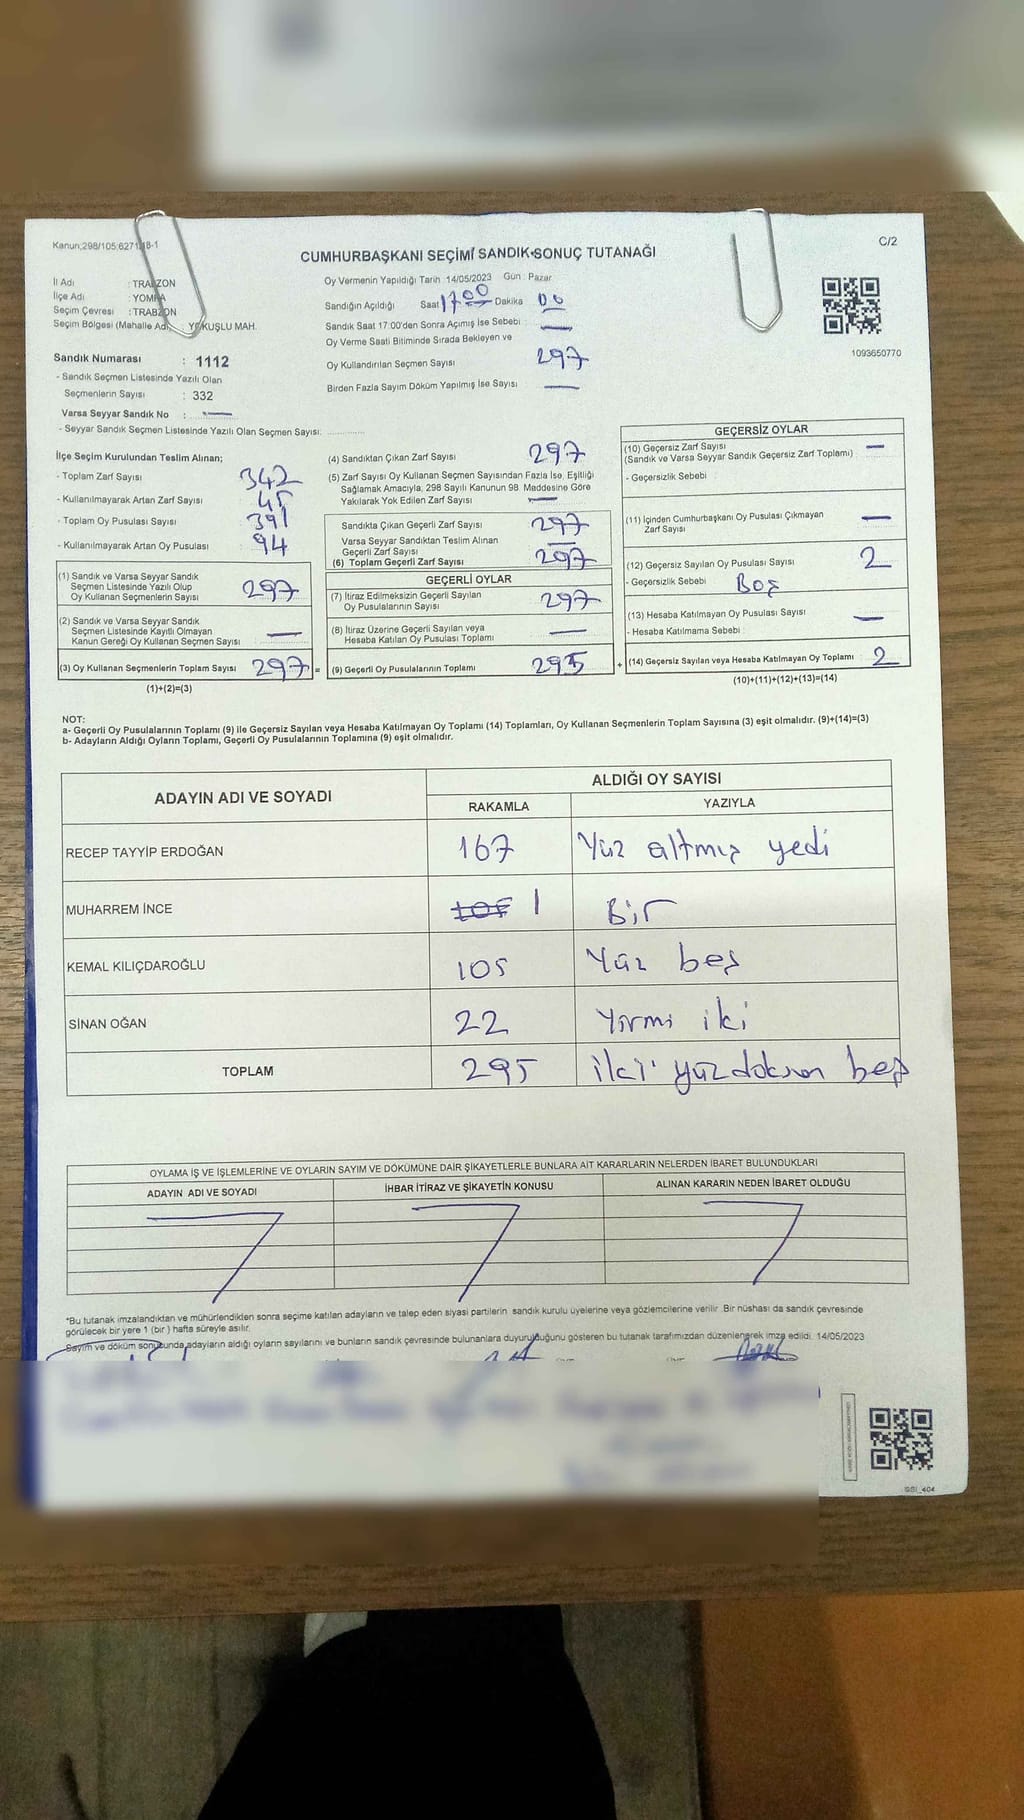 Kanun;298/105;6271/18-1
C/2
CUMHURBAŞKANI SEÇİMİ SANDIK SONUÇ TUTANAĞI
İl Adı : TRABZON
İlçe Adı : YOMRA
Seçim Çevresi : TRABZON
Seçim Bölgesi (Mahalle Adı) : YOKUŞLU MAH.
Sandık Numarası : 1112
- Sandık Seçmen Listesinde Yazılı Olan
Seçmenlerin Sayısı : 332
Varsa Seyyar Sandık No : —
- Seyyar Sandık Seçmen Listesinde Yazılı Olan Seçmen Sayısı: ..............
Oy Vermenin Yapıldığı Tarih :14/05/2023 Gün : Pazar
Sandığın Açıldığı Saat 17:00 Dakika 00
Sandık Saat 17:00'den Sonra Açımış İse Sebebi : —
Oy Verme Saati Bitiminde Sırada Bekleyen ve
Oy Kullandırılan Seçmen Sayısı 297
Birden Fazla Sayım Döküm Yapılmış İse Sayısı —
1093650770
İlçe Seçim Kurulundan Teslim Alınan;
- Toplam Zarf Sayısı 342
- Kullanılmayarak Artan Zarf Sayısı 45
- Toplam Oy Pusulası Sayısı 391
- Kullanılmayarak Artan Oy Pusulası 94
(1) Sandık ve Varsa Seyyar Sandık
Seçmen Listesinde Yazılı Olup
Oy Kullanan Seçmenlerin Sayısı 297
(2) Sandık ve Varsa Seyyar Sandık
Seçmen Listesinde Kayıtlı Olmayan
Kanun Gereği Oy Kullanan Seçmen Sayısı —
(3) Oy Kullanan Seçmenlerin Toplam Sayısı 297 =
(1)+(2)=(3)
(4) Sandıktan Çıkan Zarf Sayısı 297
(5) Zarf Sayısı Oy Kullanan Seçmen Sayısından Fazla İse, Eşitliği
Sağlamak Amacıyla, 298 Sayılı Kanunun 98. Maddesine Göre
Yakılarak Yok Edilen Zarf Sayısı —
Sandıkta Çıkan Geçerli Zarf Sayısı 297
Varsa Seyyar Sandıktan Teslim Alınan
Geçerli Zarf Sayısı —
(6) Toplam Geçerli Zarf Sayısı 297
GEÇERLİ OYLAR
(7) İtiraz Edilmeksizin Geçerli Sayılan
Oy Pusulalarının Sayısı 297
(8) İtiraz Üzerine Geçerli Sayılan veya
Hesaba Katılan Oy Pusulası Toplamı —
(9) Geçerli Oy Pusulalarının Toplamı 295 +
GEÇERSİZ OYLAR
(10) Geçersiz Zarf Sayısı —
(Sandık ve Varsa Seyyar Sandık Geçersiz Zarf Toplamı)
- Geçersizlik Sebebi
(11) İçinden Cumhurbaşkanı Oy Pusulası Çıkmayan
Zarf Sayısı —
(12) Geçersiz Sayılan Oy Pusulası Sayısı 2
- Geçersizlik Sebebi Boş
(13) Hesaba Katılmayan Oy Pusulası Sayısı —
- Hesaba Katılmama Sebebi :
(14) Geçersiz Sayılan veya Hesaba Katılmayan Oy Toplamı 2
(10)+(11)+(12)+(13)=(14)
NOT:
a- Geçerli Oy Pusulalarının Toplamı (9) ile Geçersiz Sayılan veya Hesaba Katılmayan Oy Toplamı (14) Toplamları, Oy Kullanan Seçmenlerin Toplam Sayısına (3) eşit olmalıdır. (9)+(14)=(3)
b- Adayların Aldığı Oyların Toplamı, Geçerli Oy Pusulalarının Toplamına (9) eşit olmalıdır.
ADAYIN ADI VE SOYADI ALDIĞI OY SAYISI
RAKAMLA YAZIYLA
RECEP TAYYİP ERDOĞAN 167 Yüz altmış yedi
MUHARREM İNCE 105 1 Bir
KEMAL KILIÇDAROĞLU 105 Yüz beş
SİNAN OĞAN 22 Yirmi iki
TOPLAM 295 iki yüz doksan beş
OYLAMA İŞ VE İŞLEMLERİNE VE OYLARIN SAYIM VE DÖKÜMÜNE DAİR ŞİKAYETLERLE BUNLARA AİT KARARLARIN NELERDEN İBARET BULUNDUKLARI
ADAYIN ADI VE SOYADI İHBAR İTİRAZ VE ŞİKAYETİN KONUSU ALINAN KARARIN NEDEN İBARET OLDUĞU
*Bu tutanak imzalandıktan ve mühürlendikten sonra seçime katılan adayların ve talep eden siyasi partilerin sandık kurulu üyelerine veya gözlemcilerine verilir. Bir nüshası da sandık çevresinde
görülecek bir yere 1 (bir) hafta süreyle asılır.
Sayım ve döküm sonucunda adayların aldığı oyların sayılarını ve bunların sandık çevresinde bulunanlara duyurulduğunu gösteren bu tutanak tarafımızdan düzenlenerek imza edildi. 14/05/2023